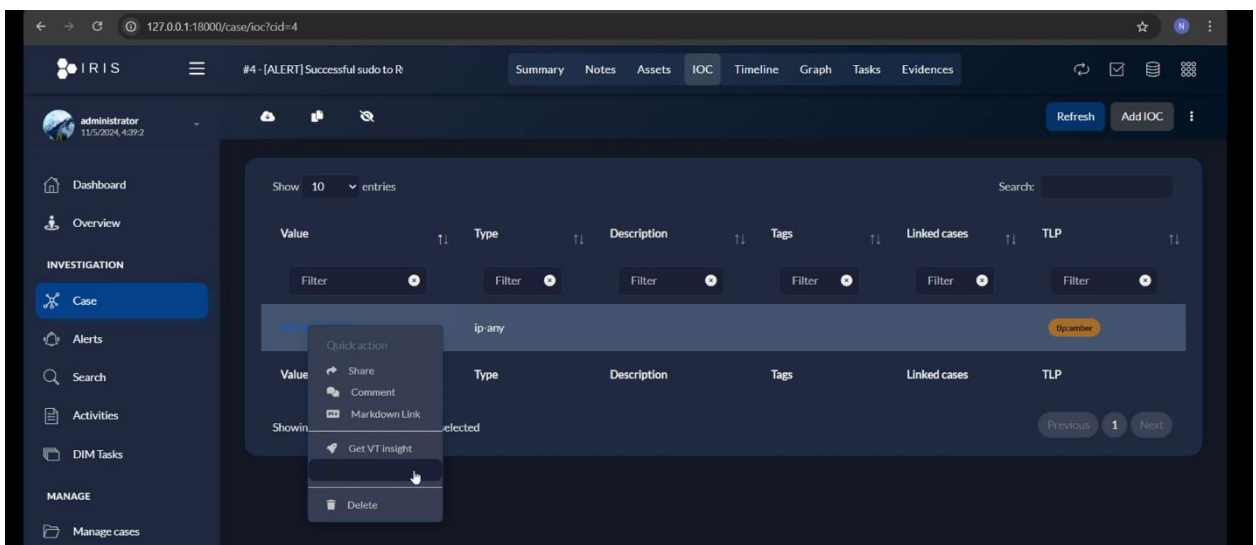 127.0.0.1:18000/case/ioc?cid=4
N
IRIS
#4 - [ALERT] Successful sudo to R
Summary Notes Assets IOC Timeline Graph Tasks Evidences
administrator
11/5/2024, 4:39:2
Refresh Add IOC
Dashboard
Overview
INVESTIGATION
Case
Alerts
Search
Activities
DIM Tasks
MANAGE
Manage cases
Show 10 entries
Search:
Value Type Description Tags Linked cases TLP
Filter Filter Filter Filter Filter Filter
ip-any tlp:amber
Quick action
Share
Comment
Markdown Link
Get VT insight
Delete
Value Type Description Tags Linked cases TLP
Showin selected
Previous 1 Next